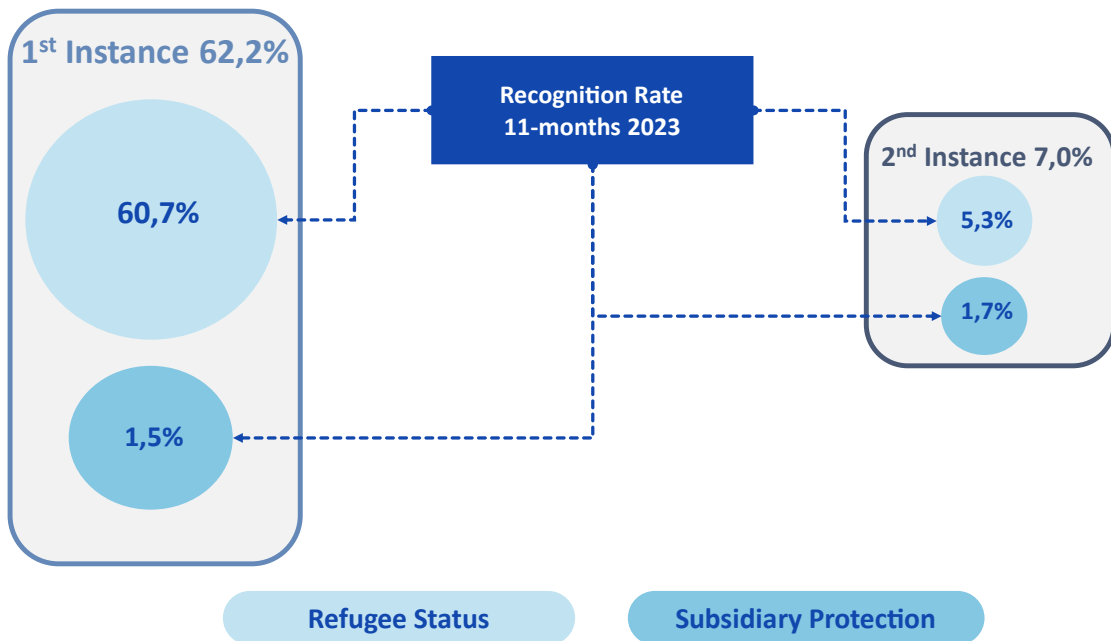 1st Instance 62,2%
60,7%
1,5%
Recognition Rate
11-months 2023
2nd Instance 7,0%
5,3%
1,7%
Refugee Status
Subsidiary Protection